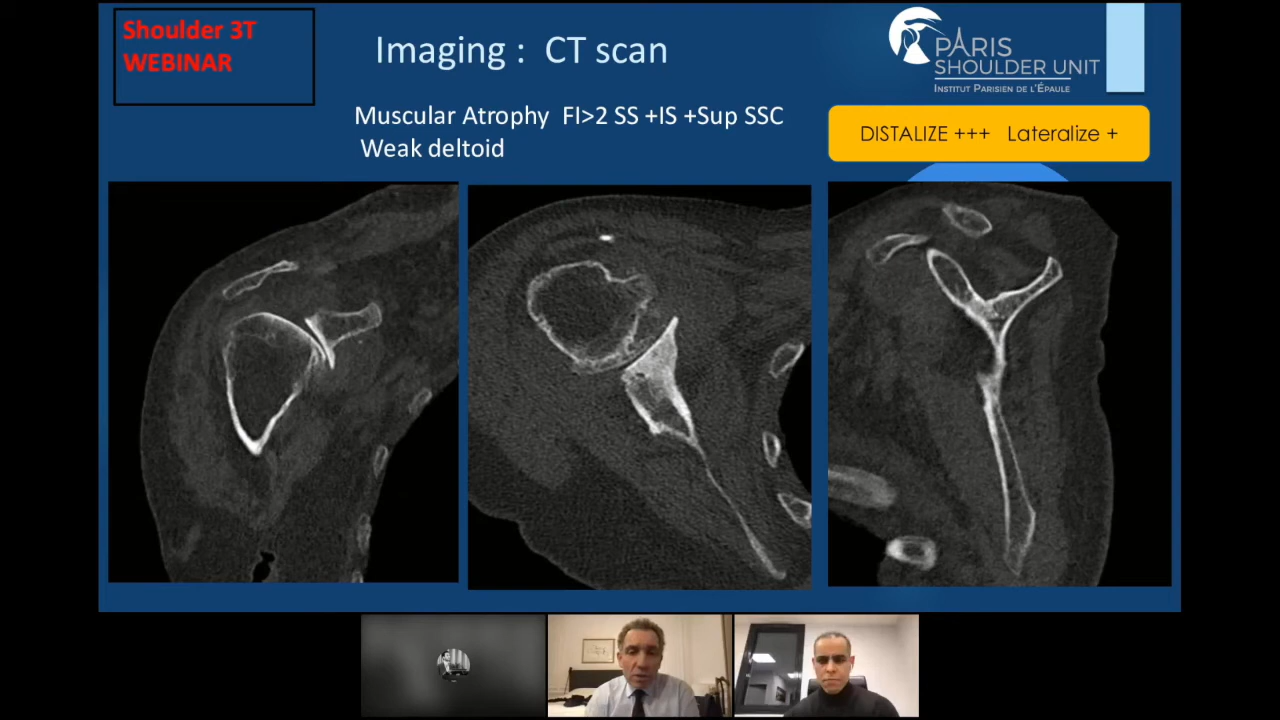 Shoulder 3T
WEBINAR
Imaging : CT scan
PARIS
SHOULDER UNIT
INSTITUT PARISIEN DE L'ÉPAULE
Muscular Atrophy FI>2 SS +IS +Sup SSC
Weak deltoid
DISTALIZE +++ Lateralize +